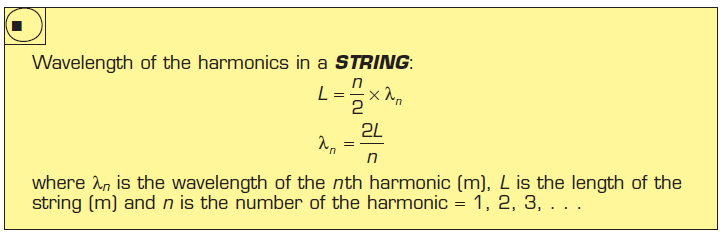 Wavelength of the harmonics in a STRING:
L = n/2 × λₙ
λₙ = 2L/n
where λₙ is the wavelength of the nth harmonic (m), L is the length of the
string (m) and n is the number of the harmonic = 1, 2, 3, . . .